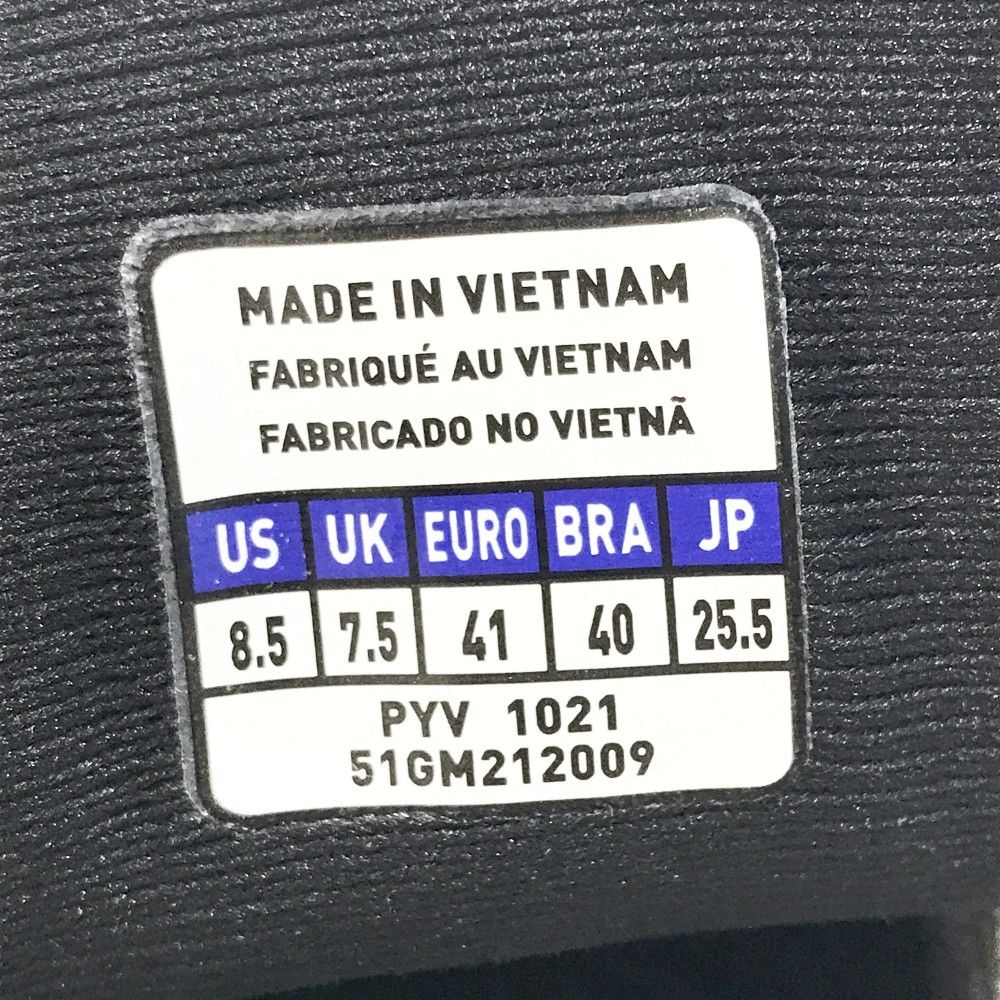 MADE IN VIETNAM
FABRIQUÉ AU VIETNAM
FABRICADO NO VIETNÃ
US UK EURO BRA JP
8.5 7.5 41 40 25.5
PYV 1021
51GM212009